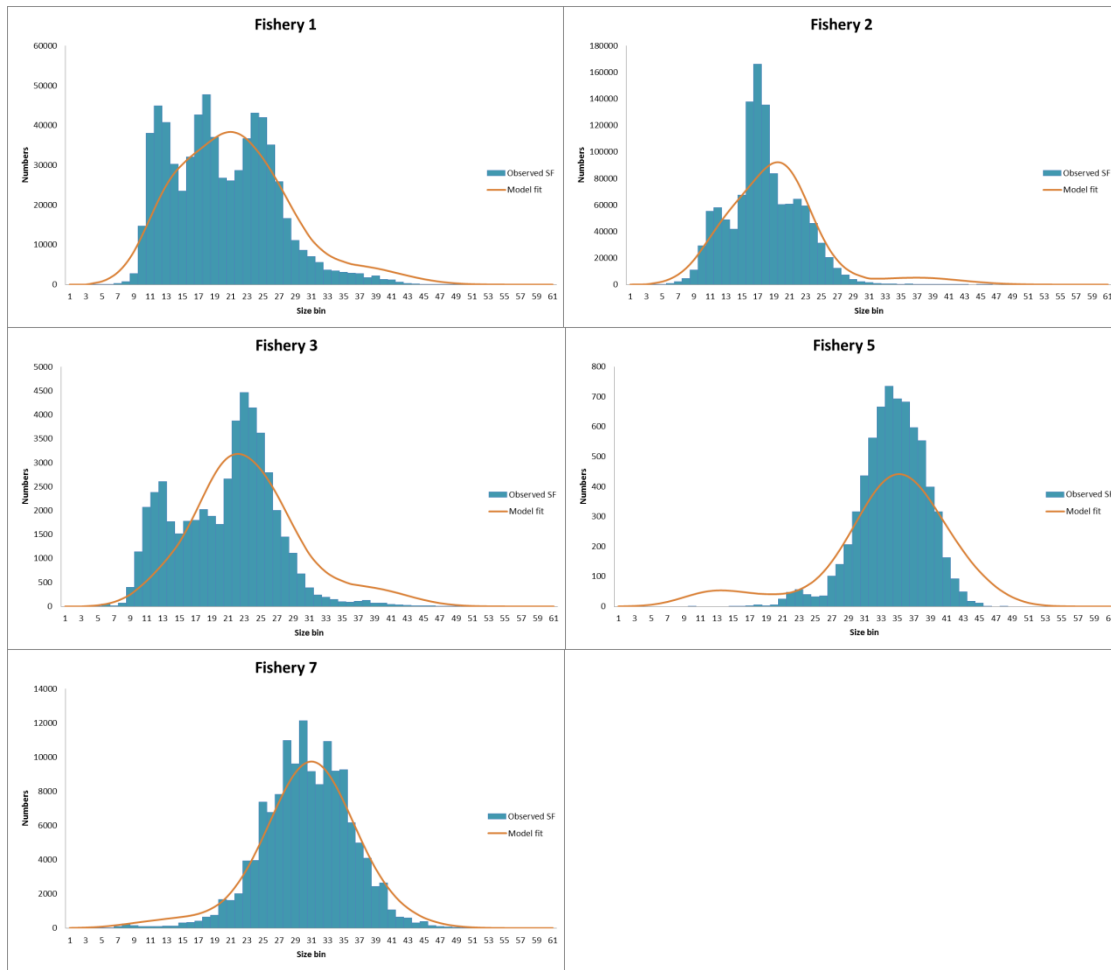 Fishery 1
60000
50000
40000
30000
20000
10000
0
Numbers
1 3 5 7 9 11 13 15 17 19 21 23 25 27 29 31 33 35 37 39 41 43 45 47 49 51 53 55 57 59 61
Size bin
Observed SF
Model fit
Fishery 2
180000
160000
140000
120000
100000
80000
60000
40000
20000
0
Numbers
1 3 5 7 9 11 13 15 17 19 21 23 25 27 29 31 33 35 37 39 41 43 45 47 49 51 53 55 57 59 61
Size bin
Observed SF
Model fit
Fishery 3
5000
4500
4000
3500
3000
2500
2000
1500
1000
500
0
Numbers
1 3 5 7 9 11 13 15 17 19 21 23 25 27 29 31 33 35 37 39 41 43 45 47 49 51 53 55 57 59 61
Size bin
Observed SF
Model fit
Fishery 5
800
700
600
500
400
300
200
100
0
Numbers
1 3 5 7 9 11 13 15 17 19 21 23 25 27 29 31 33 35 37 39 41 43 45 47 49 51 53 55 57 59 61
Size bin
Observed SF
Model fit
Fishery 7
14000
12000
10000
8000
6000
4000
2000
0
Numbers
1 3 5 7 9 11 13 15 17 19 21 23 25 27 29 31 33 35 37 39 41 43 45 47 49 51 53 55 57 59 61
Size bin
Observed SF
Model fit